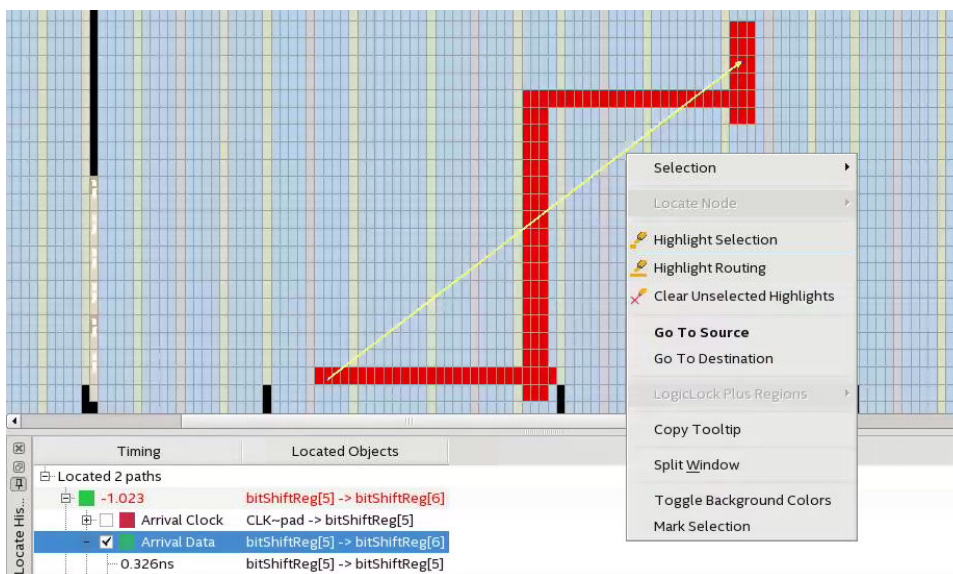 Selection
Locate Node
Highlight Selection
Highlight Routing
Clear Unselected Highlights
Go To Source
Go To Destination
LogicLock Plus Regions
Copy Tooltip
Split Window
Toggle Background Colors
Mark Selection
Locate His...
Timing Located Objects
Located 2 paths
-1.023 bitShiftReg[5] -> bitShiftReg[6]
Arrival Clock CLK~pad -> bitShiftReg[5]
Arrival Data bitShiftReg[5] -> bitShiftReg[6]
0.326ns bitShiftReg[5] -> bitShiftReg[5]